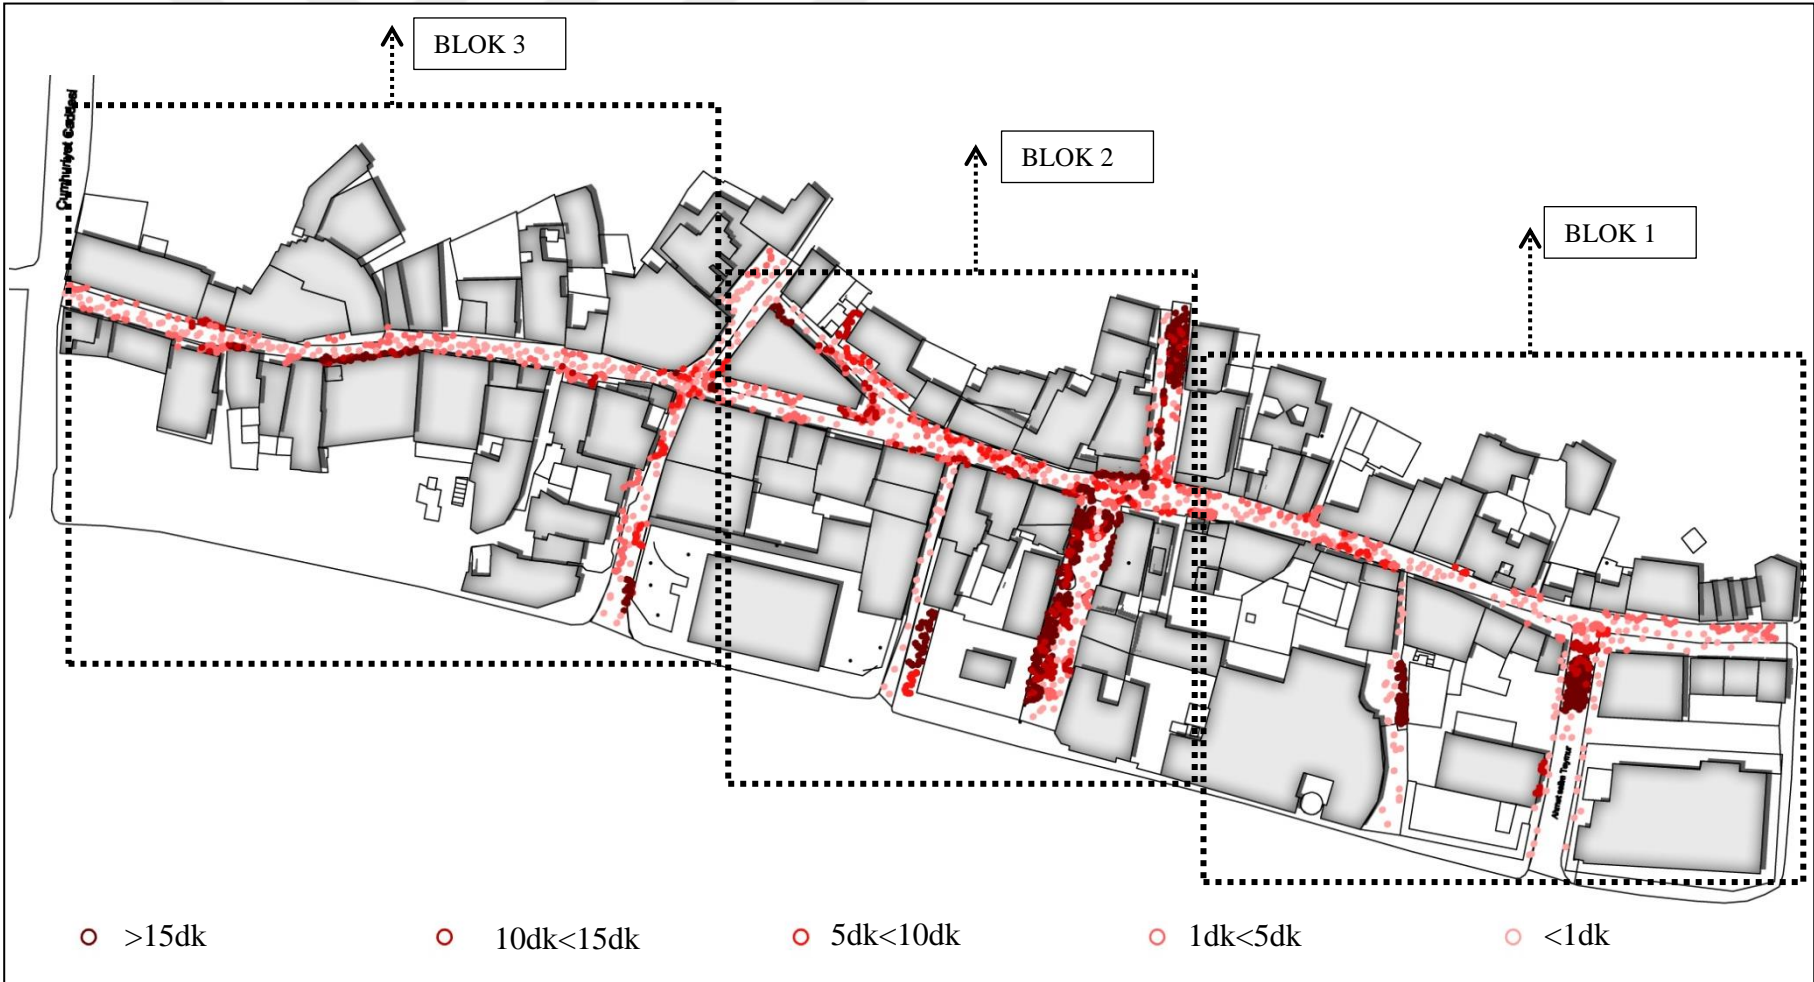 BLOK 3
BLOK 2
BLOK 1
Cumhuriyet Caddesi
>15dk
10dk<15dk
5dk<10dk
1dk<5dk
<1dk